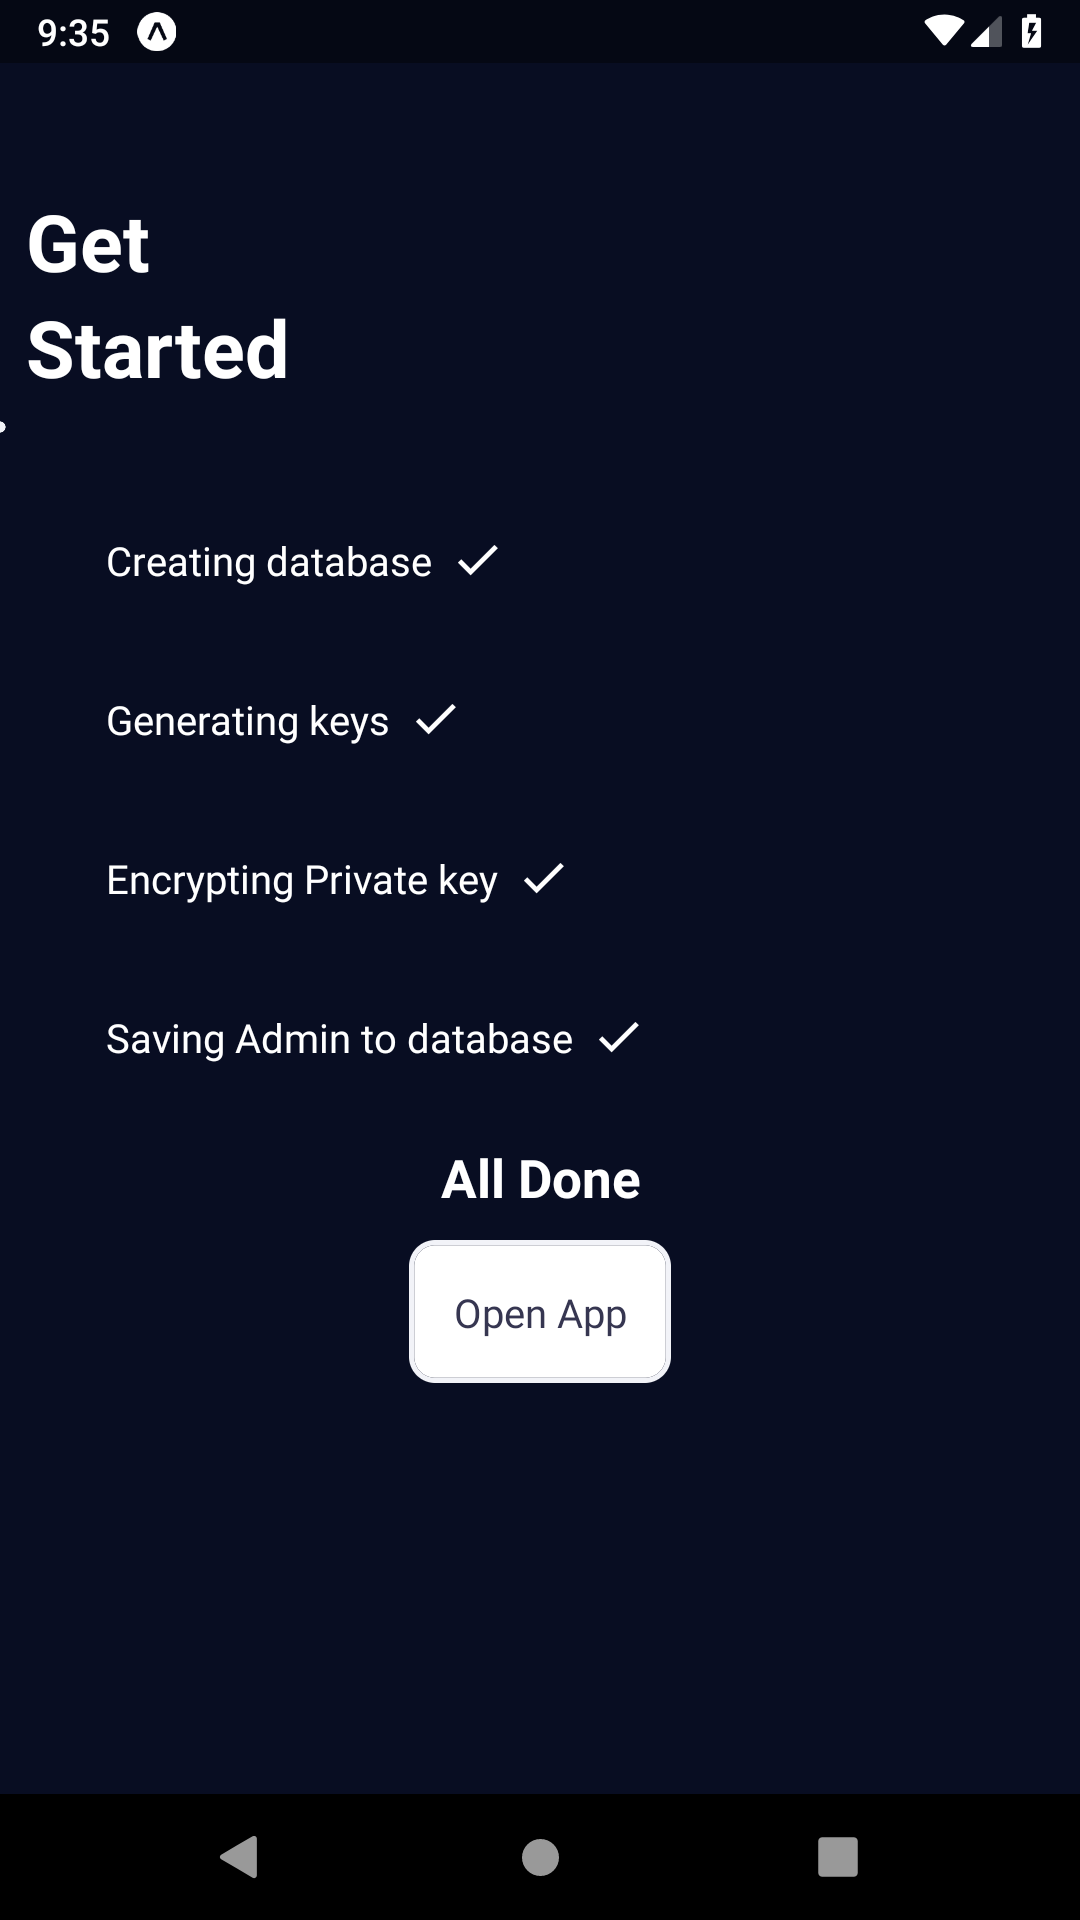 9:35
Get
Started
Creating database
Generating keys
Encrypting Private key
Saving Admin to database
All Done
Open App